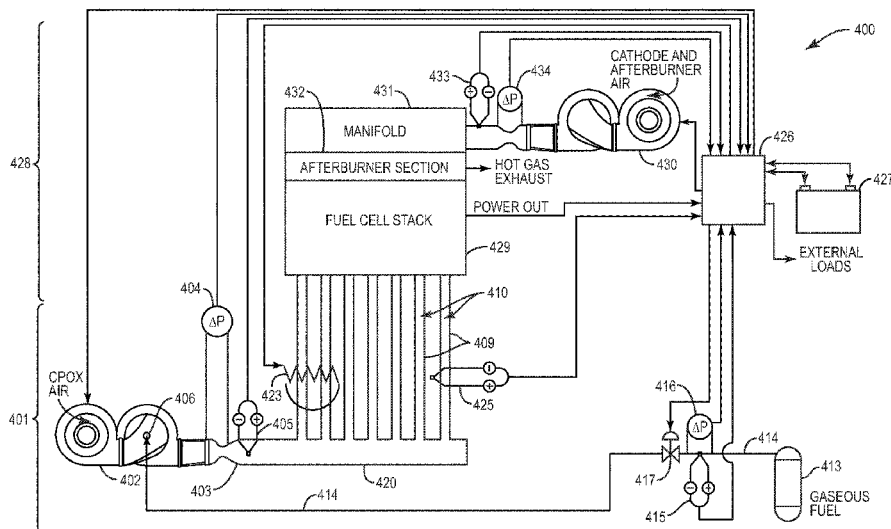 400
433
434
CATHODE AND
AFTERBURNER
AIR
ΔP
431
432
MANIFOLD
426
428
AFTERBURNER SECTION
HOT GAS
EXHAUST
430
427
POWER OUT
FUEL CELL STACK
429
EXTERNAL
LOADS
404
ΔP
410
409
423
425
416
ΔP
401
CPOX
AIR
406
405
414
417
413
402
403
420
414
415
GASEOUS
FUEL